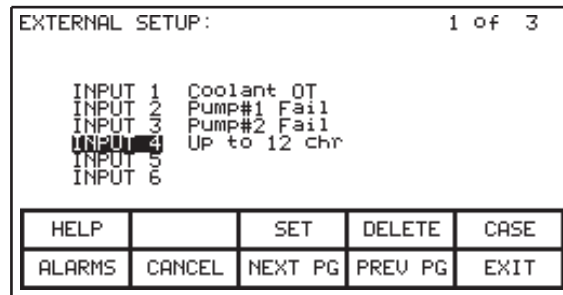 EXTERNAL SETUP: 1 of 3
INPUT 1 Coolant OT
INPUT 2 Pump#1 Fail
INPUT 3 Pump#2 Fail
INPUT 4 Up to 12 chr
INPUT 5
INPUT 6
HELP SET DELETE CASE
ALARMS CANCEL NEXT PG PREV PG EXIT